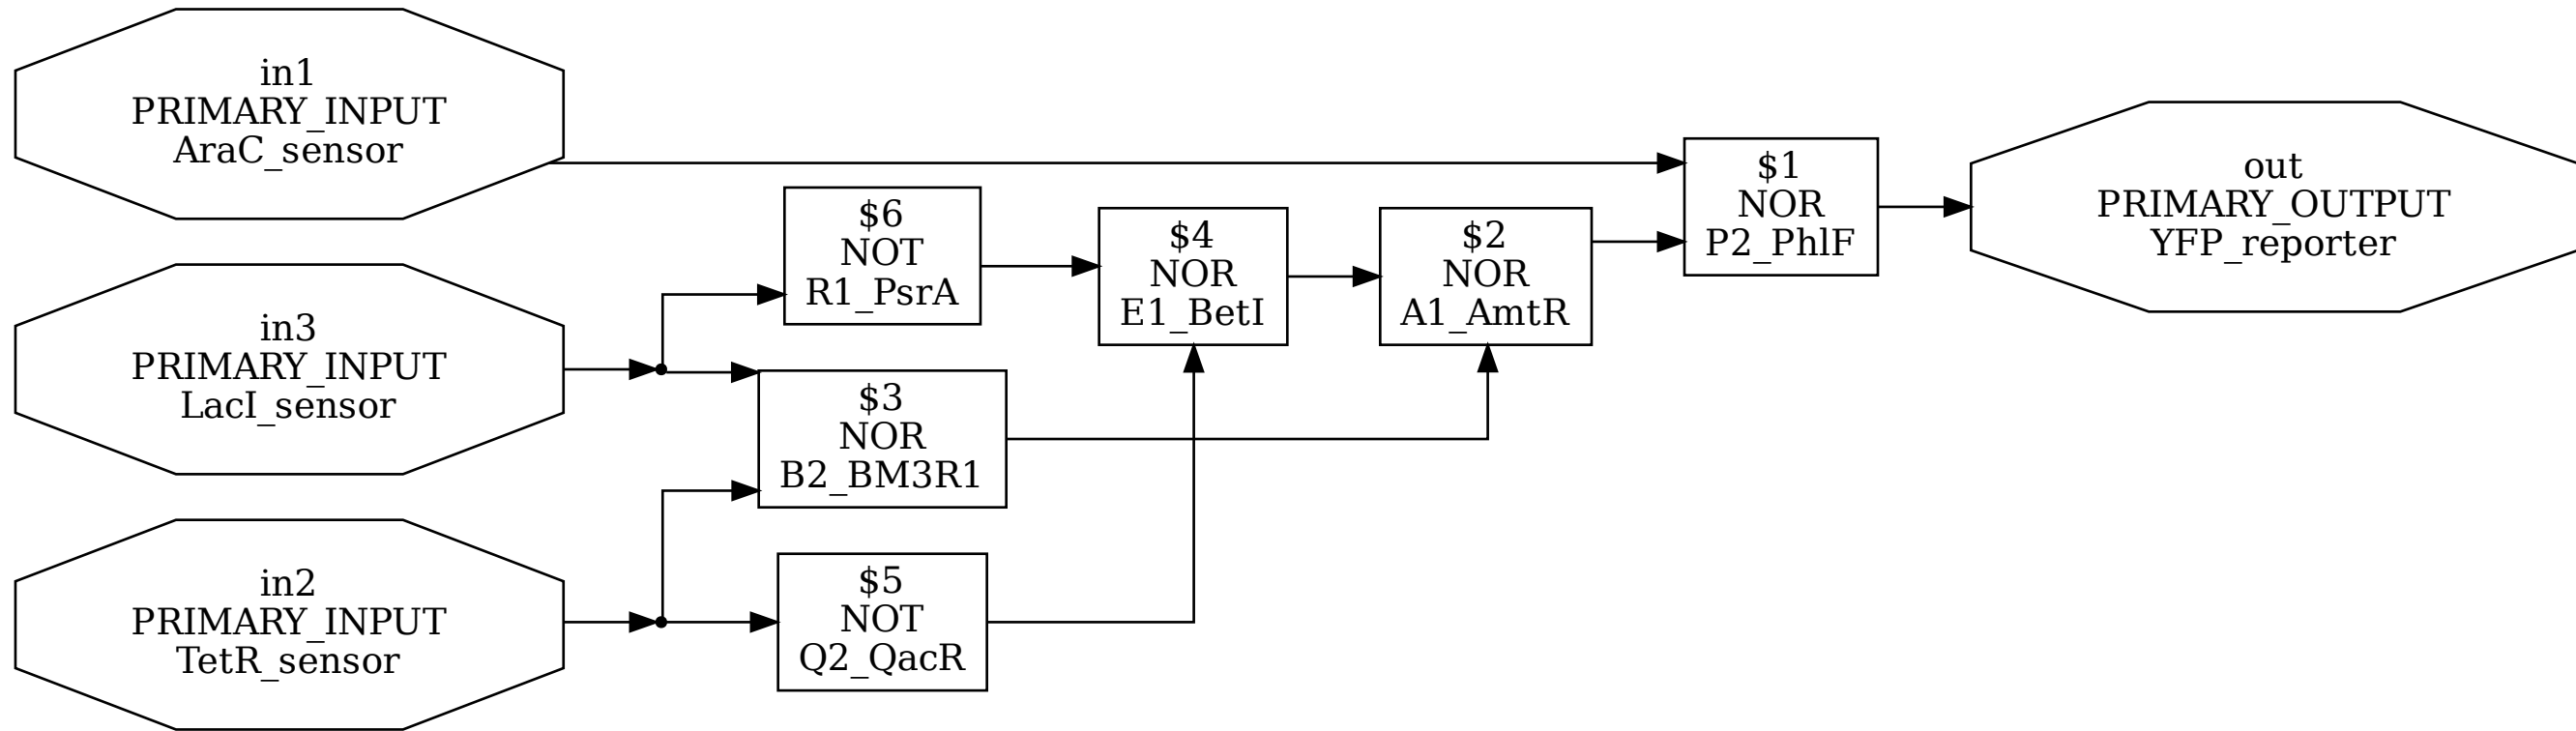 in1
PRIMARY_INPUT
AraC_sensor
in3
PRIMARY_INPUT
LacI_sensor
in2
PRIMARY_INPUT
TetR_sensor
$6
NOT
R1_PsrA
$3
NOR
B2_BM3R1
$5
NOT
Q2_QacR
$4
NOR
E1_BetI
$2
NOR
A1_AmtR
$1
NOR
P2_PhlF
out
PRIMARY_OUTPUT
YFP_reporter